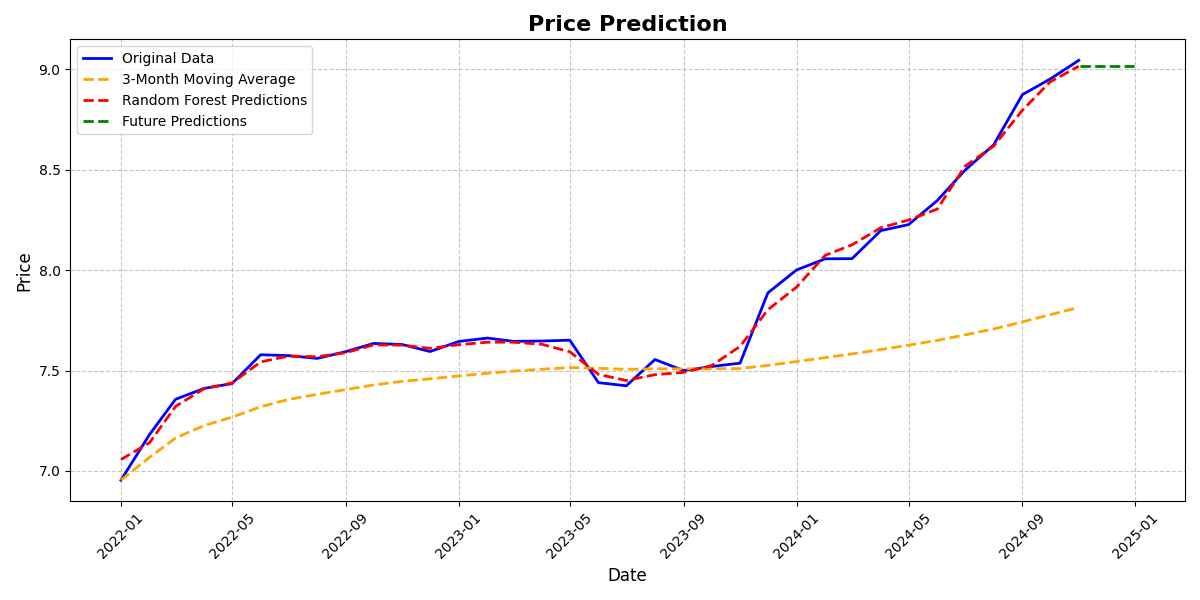 Price Prediction
Original Data
3-Month Moving Average
Random Forest Predictions
Future Predictions
9.0
8.5
8.0
7.5
7.0
Price
2022-01
2022-05
2022-09
2023-01
2023-05
2023-09
2024-01
2024-05
2024-09
2025-01
Date